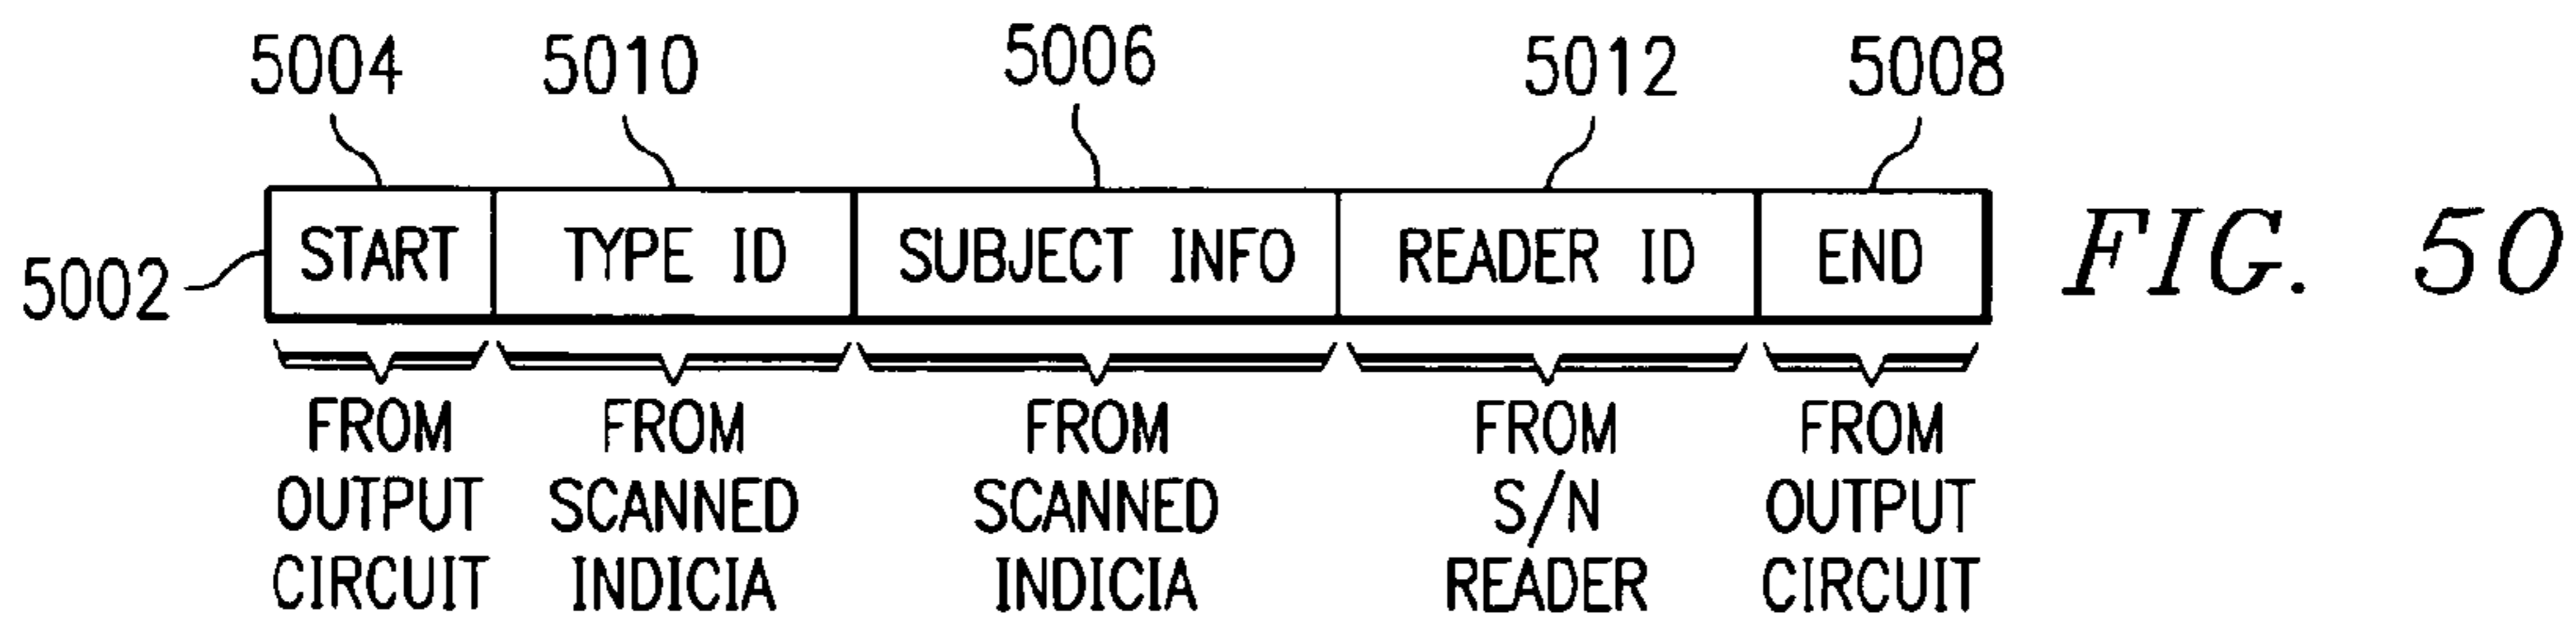 5004 5010 5006 5012 5008
5002 START TYPE ID SUBJECT INFO READER ID END FIG. 50
FROM FROM FROM FROM FROM
OUTPUT SCANNED SCANNED S/N OUTPUT
CIRCUIT INDICIA INDICIA READER CIRCUIT